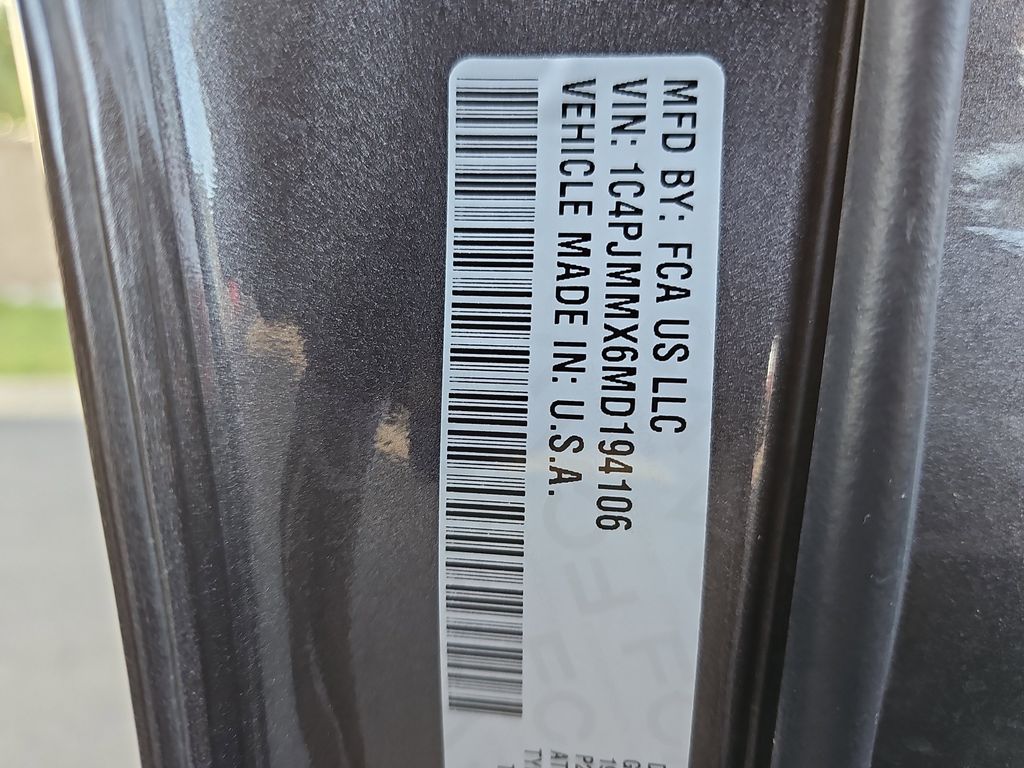 MFD BY: FCA US LLC
VIN: 1C4PJMMX6MD194106
VEHICLE MADE IN: U.S.A.